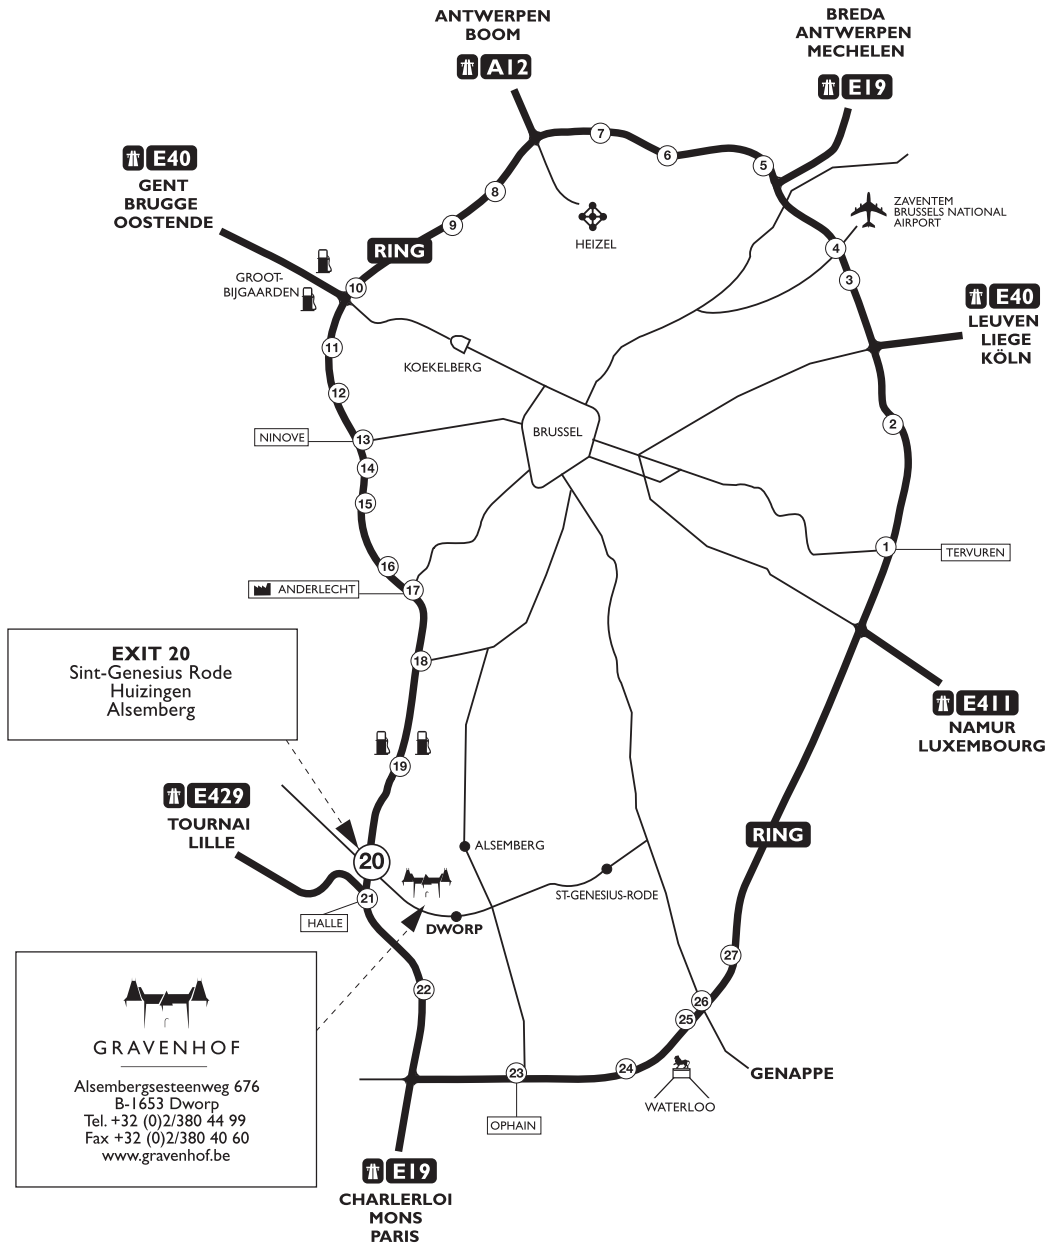 ANTWERPEN
BOOM
A12
BREDA
ANTWERPEN
MECHELEN
E19
E40
GENT
BRUGGE
OOSTENDE
7
6
5
8
9
RING
HEIZEL
ZAVENTEM
BRUSSELS NATIONAL
AIRPORT
4
3
GROOT-
BIJGAARDEN
10
E40
LEUVEN
LIEGE
KÖLN
11
KOEKELBERG
12
2
NINOVE
13
BRUSSEL
14
15
1
TERVUREN
16
ANDERLECHT
17
EXIT 20
Sint-Genesius Rode
Huizingen
Alsemberg
18
E411
NAMUR
LUXEMBOURG
19
E429
TOURNAI
LILLE
RING
20
ALSEMBERG
ST-GENESIUS-RODE
21
HALLE
DWORP
27
22
26
25
GRAVENHOF
Alsembergsesteenweg 676
B-1653 Dworp
Tel. +32 (0)2/380 44 99
Fax +32 (0)2/380 40 60
www.gravenhof.be
23
24
GENAPPE
WATERLOO
OPHAIN
E19
CHARLERLOI
MONS
PARIS